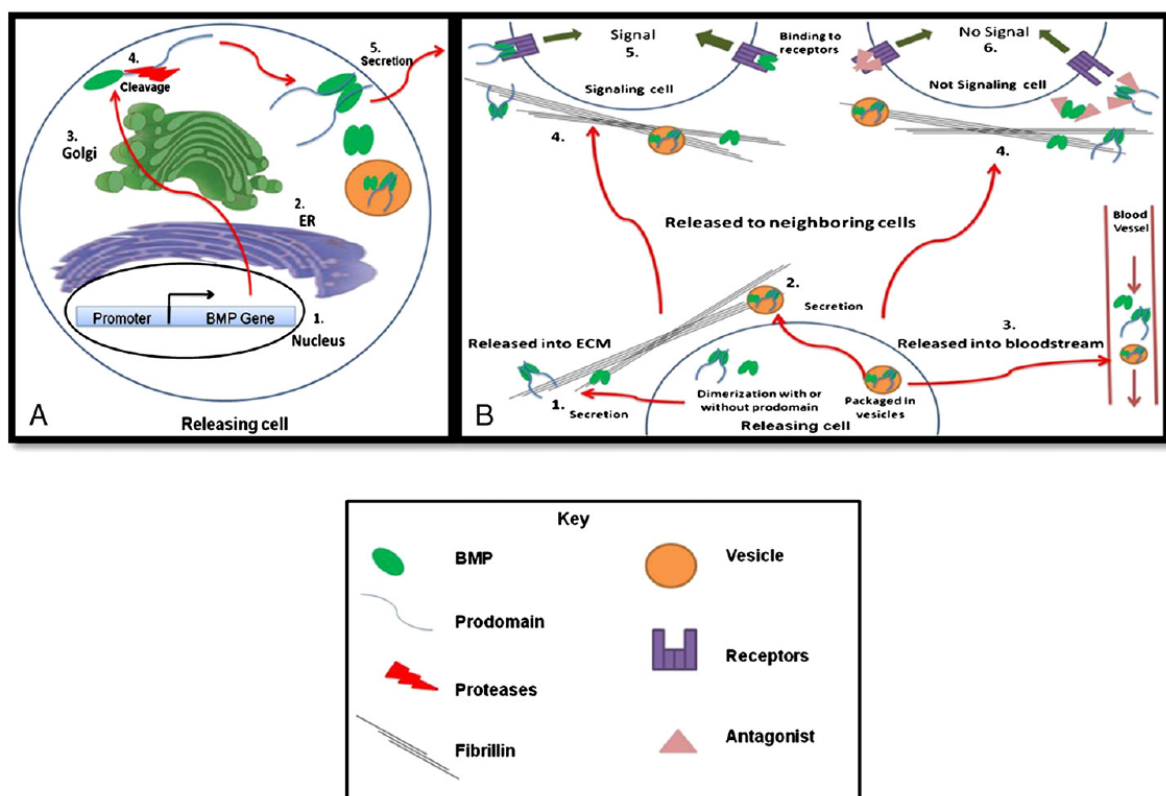 4.
Cleavage
5.
Secretion
3.
Golgi
2.
ER
Promoter
BMP Gene
1.
Nucleus
A
Releasing cell
Signal
5.
Binding to
receptors
Signaling cell
No Signal
6.
Not Signaling cell
4.
4.
Released to neighboring cells
Blood
Vessel
2.
Secretion
3.
Released into bloodstream
Released into ECM
1.
Secretion
Dimerization with or
without prodomain
Packaged in
vesicles
Releasing cell
B
Key
BMP
Vesicle
Prodomain
Receptors
Proteases
Fibrillin
Antagonist